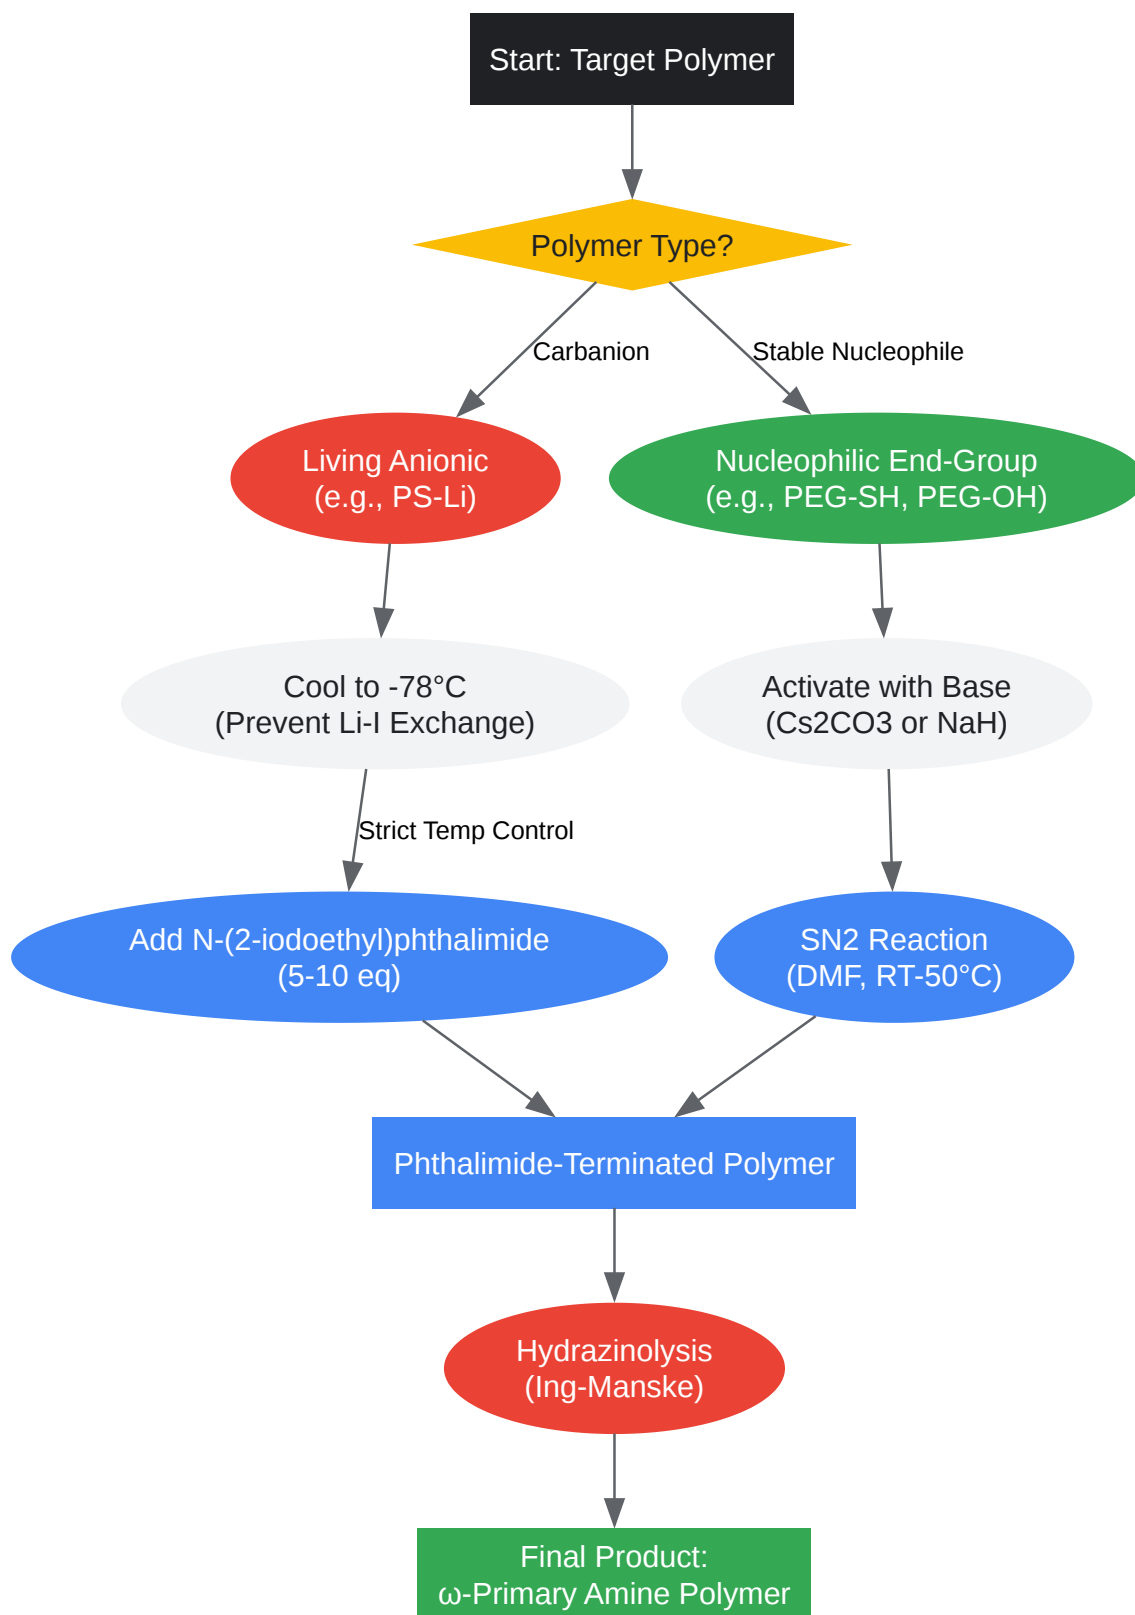 Start: Target Polymer
Polymer Type?
Carbanion
Stable Nucleophile
Living Anionic
(e.g., PS-Li)
Nucleophilic End-Group
(e.g., PEG-SH, PEG-OH)
Cool to -78°C
(Prevent Li-I Exchange)
Activate with Base
(Cs2CO3 or NaH)
Strict Temp Control
Add N-(2-iodoethyl)phthalimide
(5-10 eq)
SN2 Reaction
(DMF, RT-50°C)
Phthalimide-Terminated Polymer
Hydrazinolysis
(Ing-Manske)
Final Product:
ω-Primary Amine Polymer